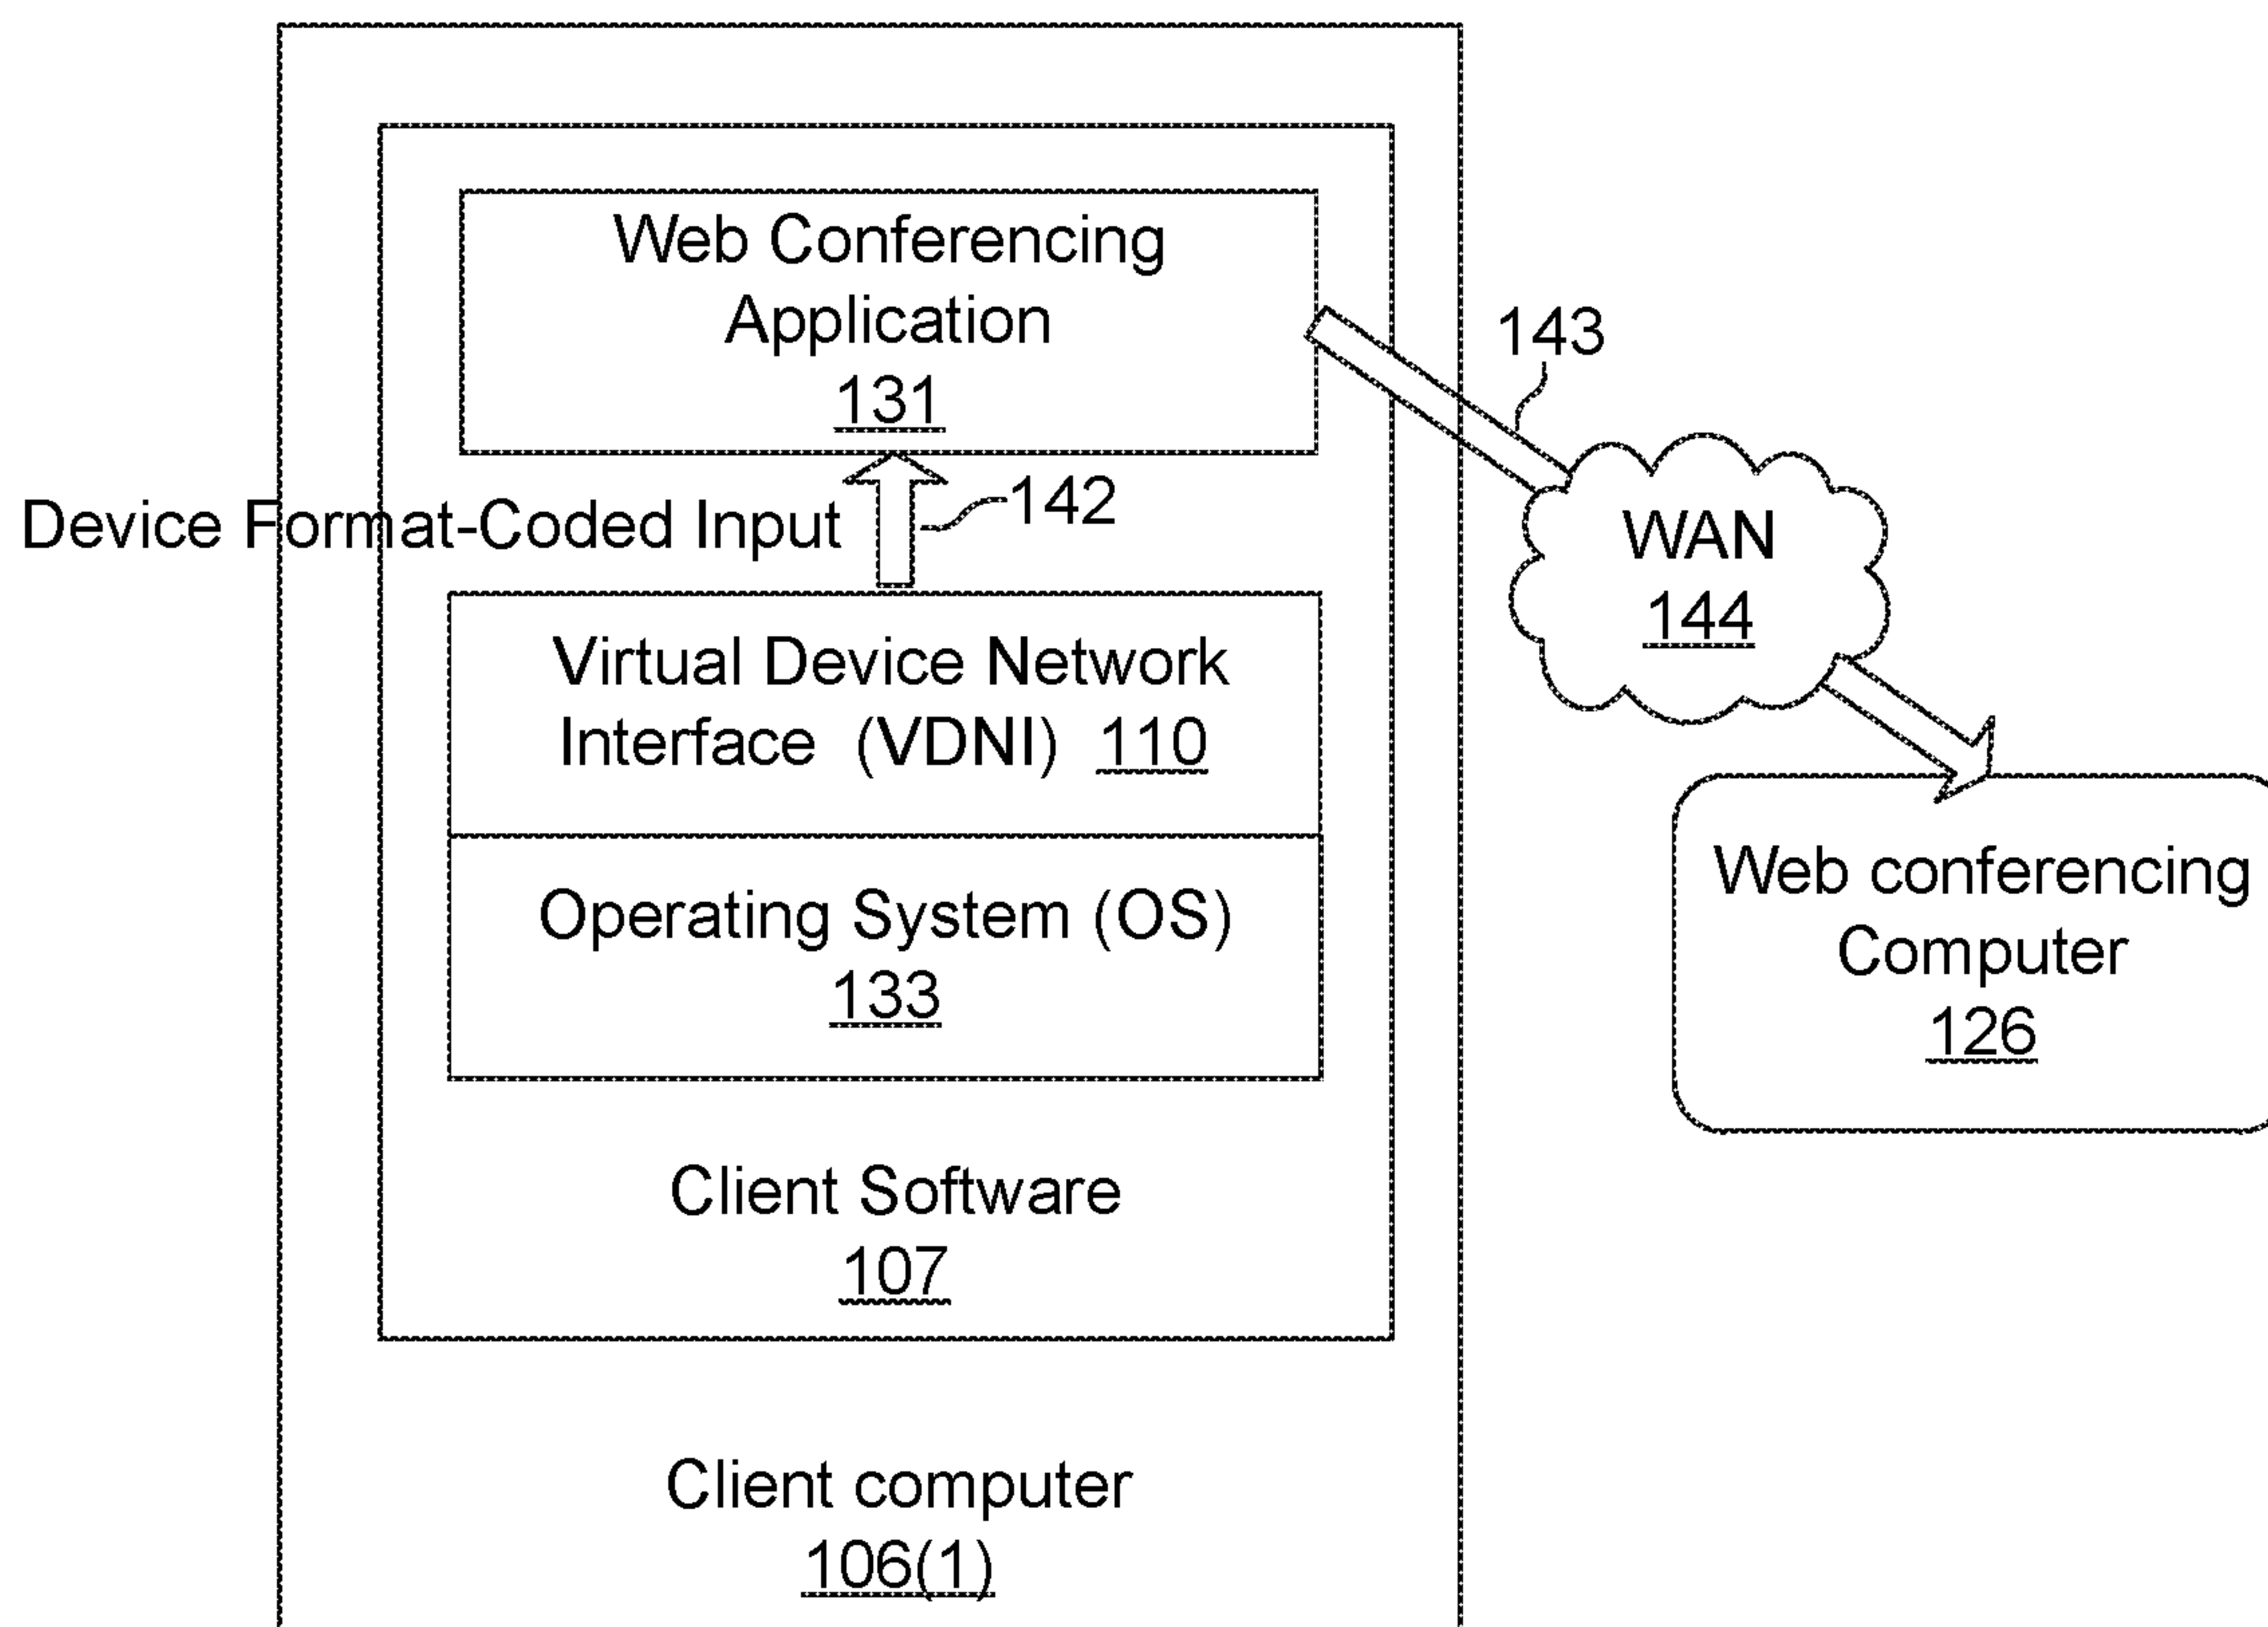 Web Conferencing
Application
131
143
Device Format-Coded Input
142
WAN
144
Virtual Device Network
Interface (VDNI) 110
Operating System (OS)
133
Web conferencing
Computer
126
Client Software
107
Client computer
106(1)